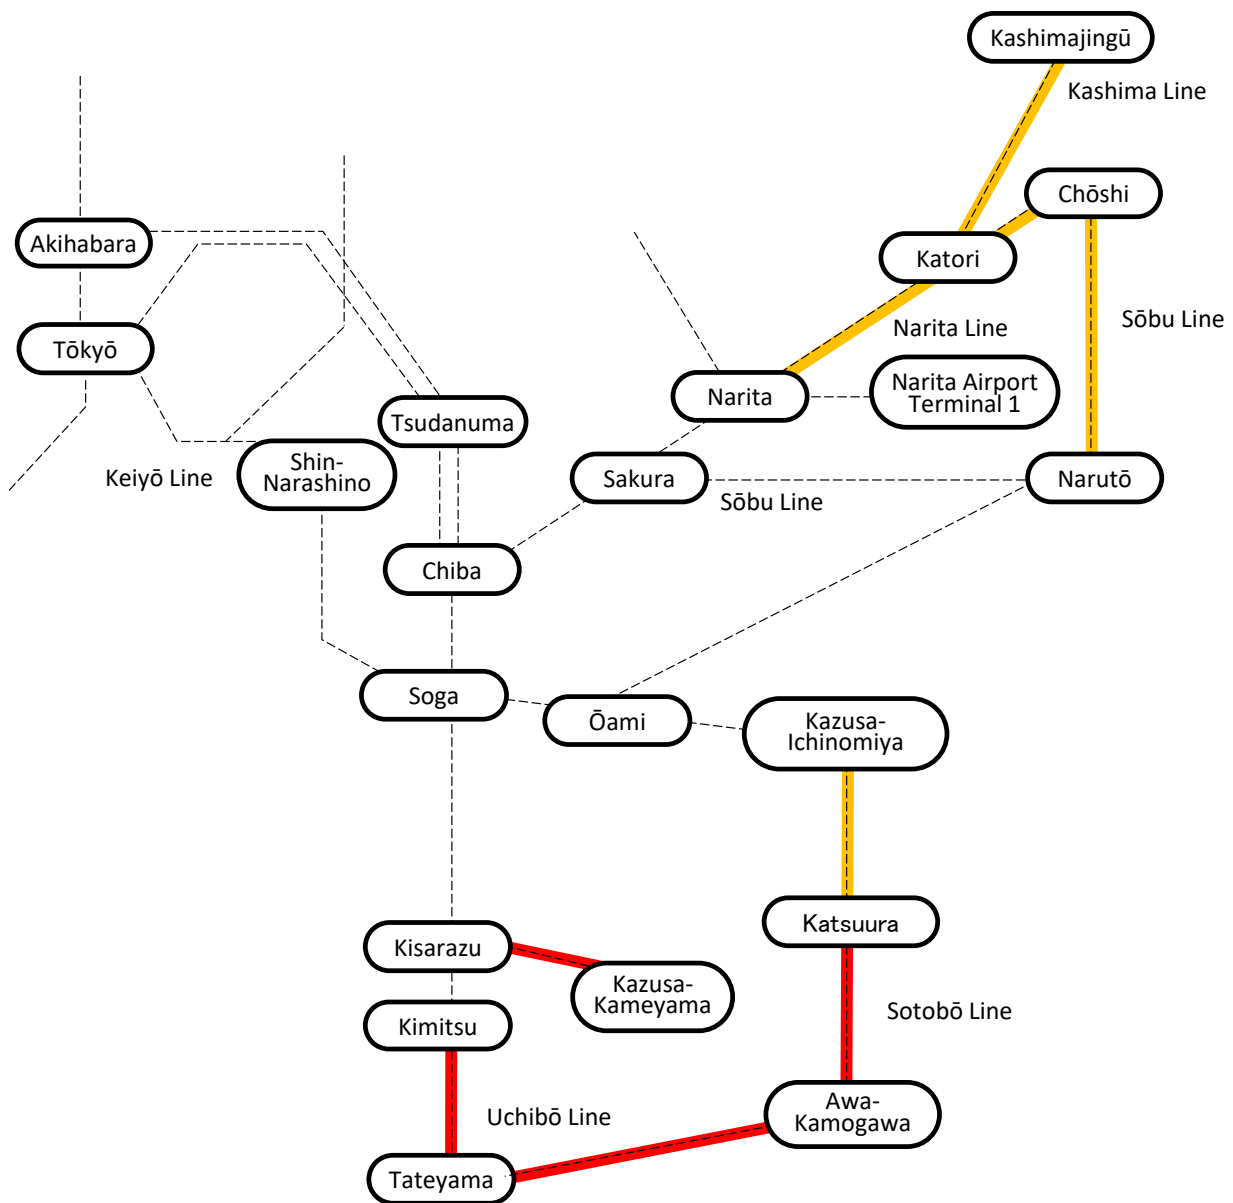 Kashimajingū
Kashima Line
Chōshi
Akihabara
Katori
Sōbu Line
Narita Line
Tōkyō
Narita Airport
Terminal 1
Narita
Tsudanuma
Shin-
Narashino
Keiyō Line
Sakura
Sōbu Line
Narutō
Chiba
Soga
Ōami
Kazusa-
Ichinomiya
Katsuura
Kisarazu
Kazusa-
Kameyama
Sotobō Line
Kimitsu
Awa-
Kamogawa
Uchibō Line
Tateyama